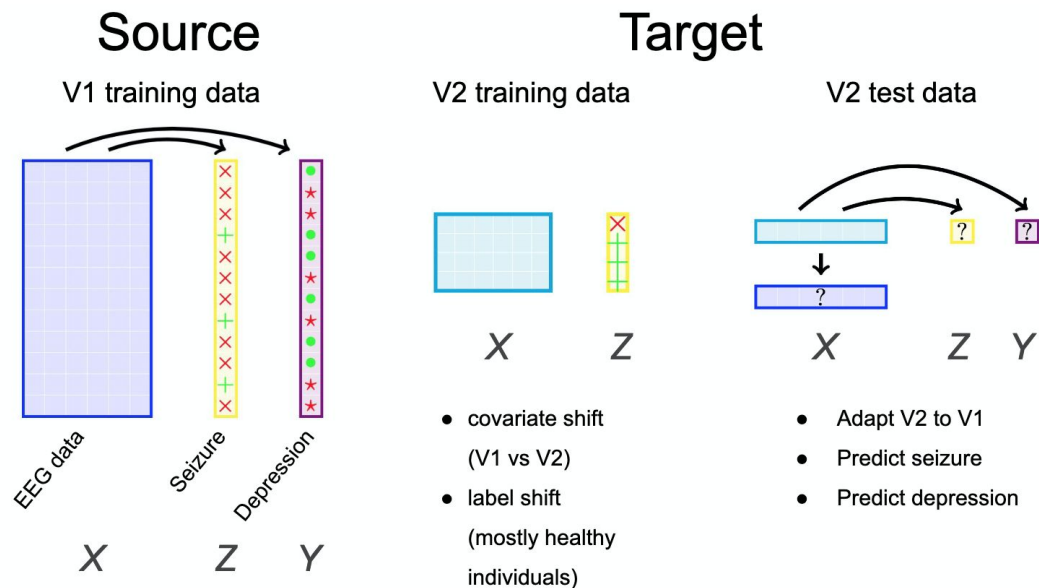 Source
Target
V1 training data
V2 training data
V2 test data
?
?
?
EEG data
Seizure
Depression
X
Z
Y
X
Z
X
Z
Y
● covariate shift
(V1 vs V2)
● label shift
(mostly healthy
individuals)
● Adapt V2 to V1
● Predict seizure
● Predict depression